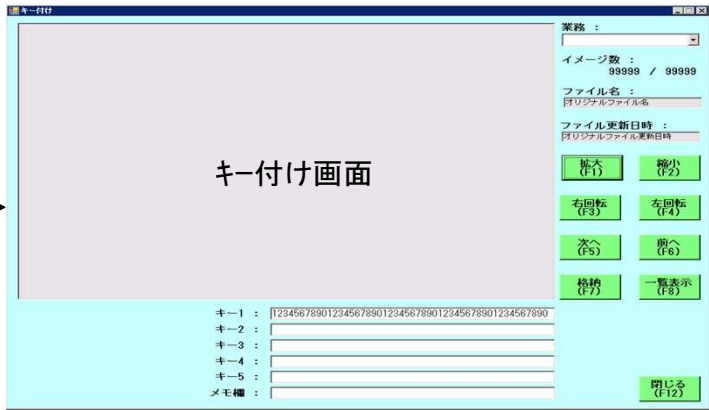 キー付け
業務 :
イメージ数 :
99999 / 99999
ファイル名 :
オリジナルファイル名
ファイル更新日時 :
オリジナルファイル更新日時
キー付け画面
拡大
(F1)
縮小
(F2)
右回転
(F3)
左回転
(F4)
次へ
(F5)
前へ
(F6)
格納
(F7)
一覧表示
(F8)
キー1 : 12345678901234567890123456789012345678901234567890
キー2 :
キー3 :
キー4 :
キー5 :
メモ欄 :
閉じる
(F12)